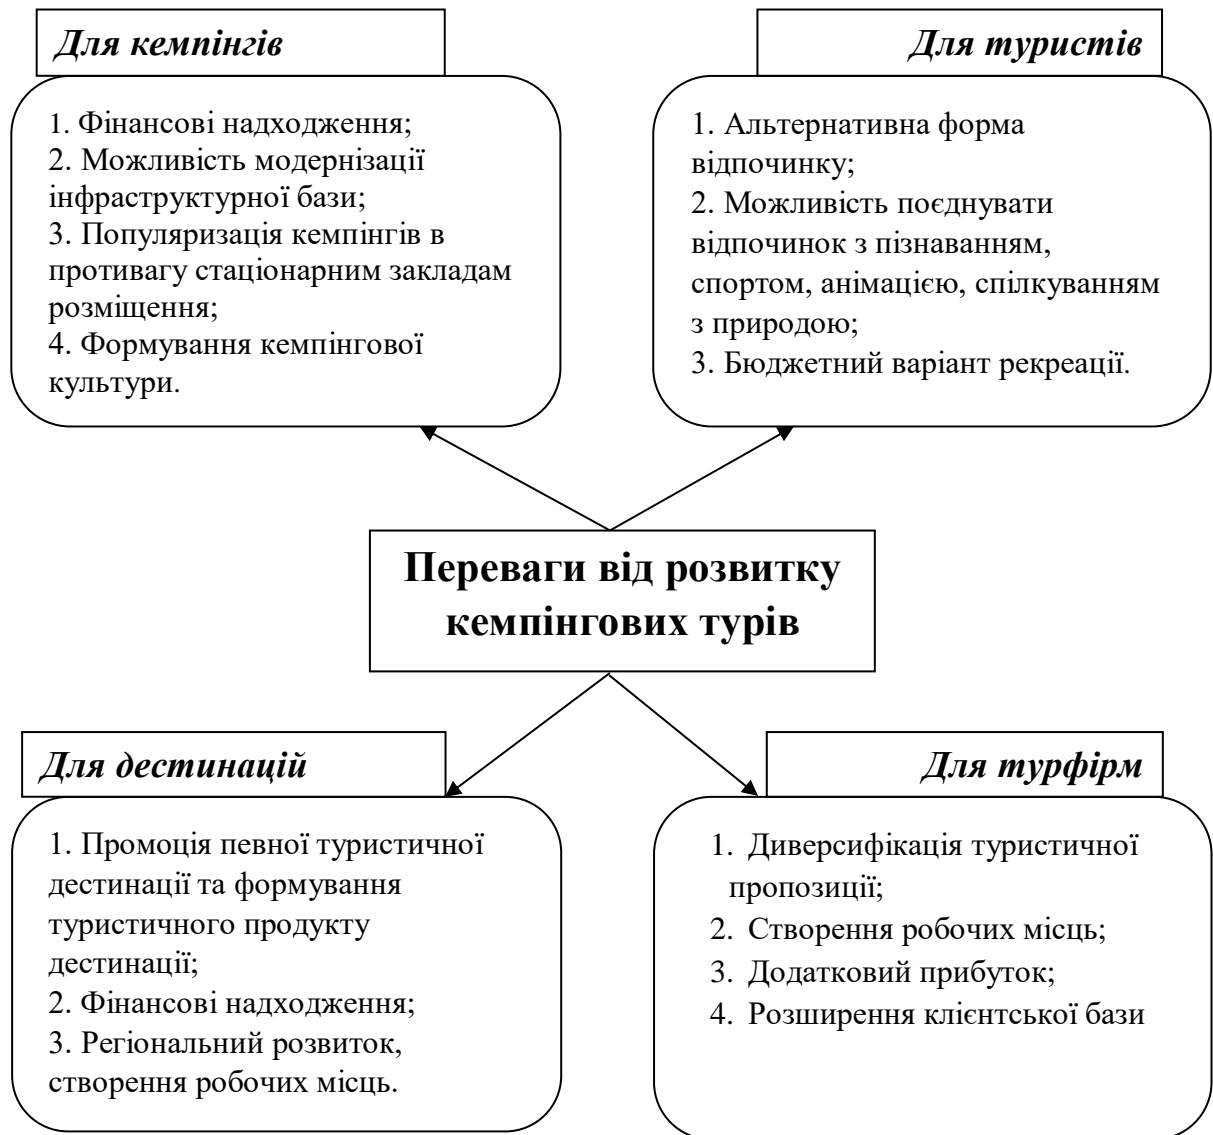 Для кемпінгів
1. Фінансові надходження;
2. Можливість модернізації
інфраструктурної бази;
3. Популяризація кемпінгів в
противагу стаціонарним закладам
розміщення;
4. Формування кемпінгової
культури.
Для туристів
1. Альтернативна форма
відпочинку;
2. Можливість поєднувати
відпочинок з пізнаванням,
спортом, анімацією, спілкуванням
з природою;
3. Бюджетний варіант рекреації.
Переваги від розвитку
кемпінгових турів
Для дестинацій
1. Промоція певної туристичної
дестинації та формування
туристичного продукту
дестинації;
2. Фінансові надходження;
3. Регіональний розвиток,
створення робочих місць.
Для турфірм
1. Диверсифікація туристичної
пропозиції;
2. Створення робочих місць;
3. Додатковий прибуток;
4. Розширення клієнтської бази